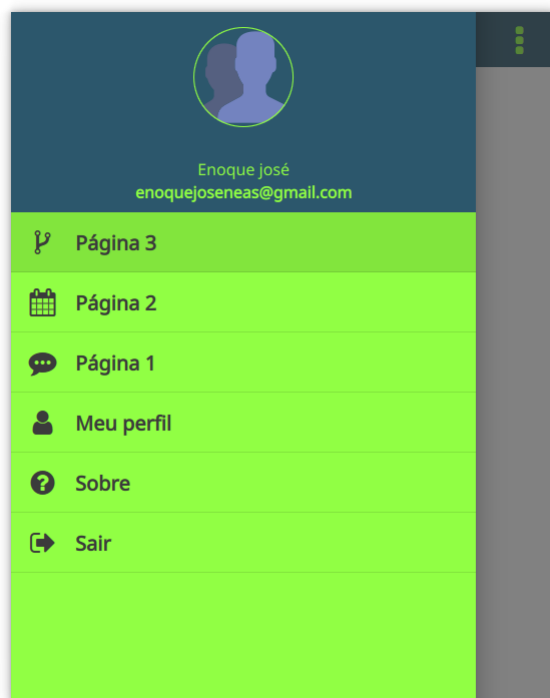 Enoque josé
enoquejoseneas@gmail.com
Página 3
Página 2
Página 1
Meu perfil
Sobre
Sair